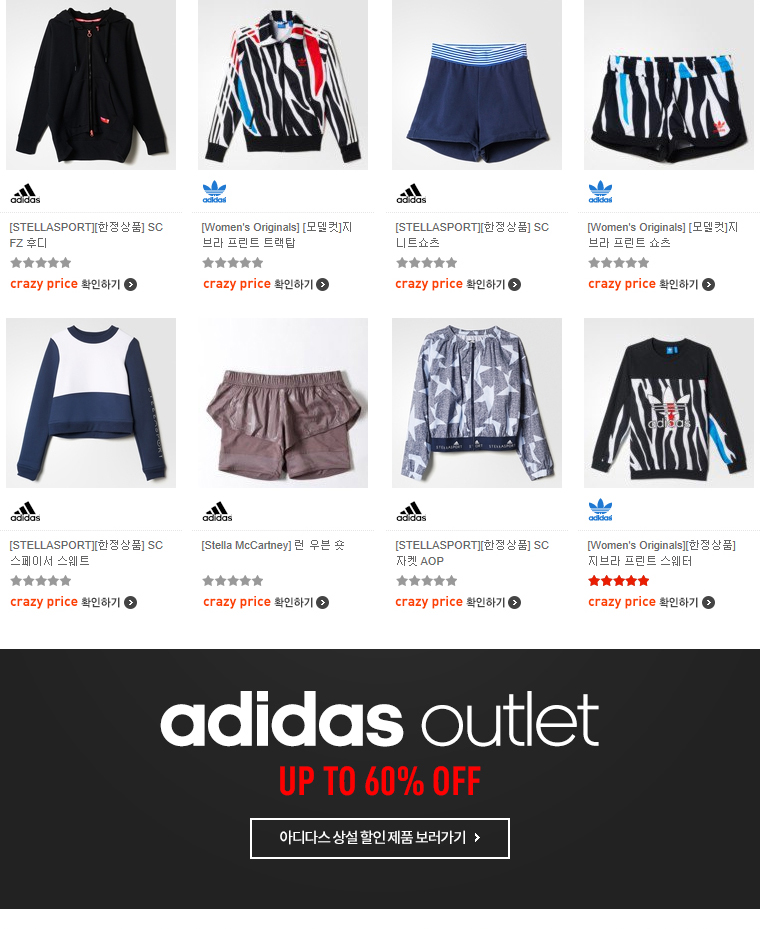 adidas
adidas
adidas
adidas
[STELLASPORT][한정상품] SC
FZ 후디
[Women's Originals] [모델컷]지
브라 프린트 트랙탑
[STELLASPORT][한정상품] SC
니트쇼츠
[Women's Originals] [모델컷]지
브라 프린트 쇼츠
crazy price 확인하기
crazy price 확인하기
crazy price 확인하기
crazy price 확인하기
STELLASPORT
STELLASPORT
SPORT
STELLASPORT
adidas
adidas
adidas
adidas
adidas
[STELLASPORT][한정상품] SC
스페이서 스웨트
[Stella McCartney] 런 우븐 숏
[STELLASPORT][한정상품] SC
자켓 AOP
[Women's Originals][한정상품]
지브라 프린트 스웨터
crazy price 확인하기
crazy price 확인하기
crazy price 확인하기
crazy price 확인하기
adidas outlet
UP TO 60% OFF
아디다스 상설 할인 제품 보러가기